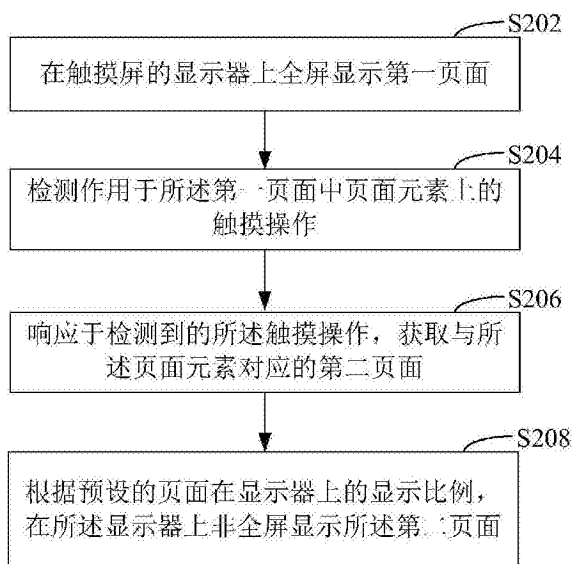 S202
在触摸屏的显示器上全屏显示第一页面
S204
检测作用于所述第一页面中页面元素上的
触摸操作
S206
响应于检测到的所述触摸操作，获取与所
述页面元素对应的第二页面
S208
根据预设的页面在显示器上的显示比例，
在所述显示器上非全屏显示所述第二页面